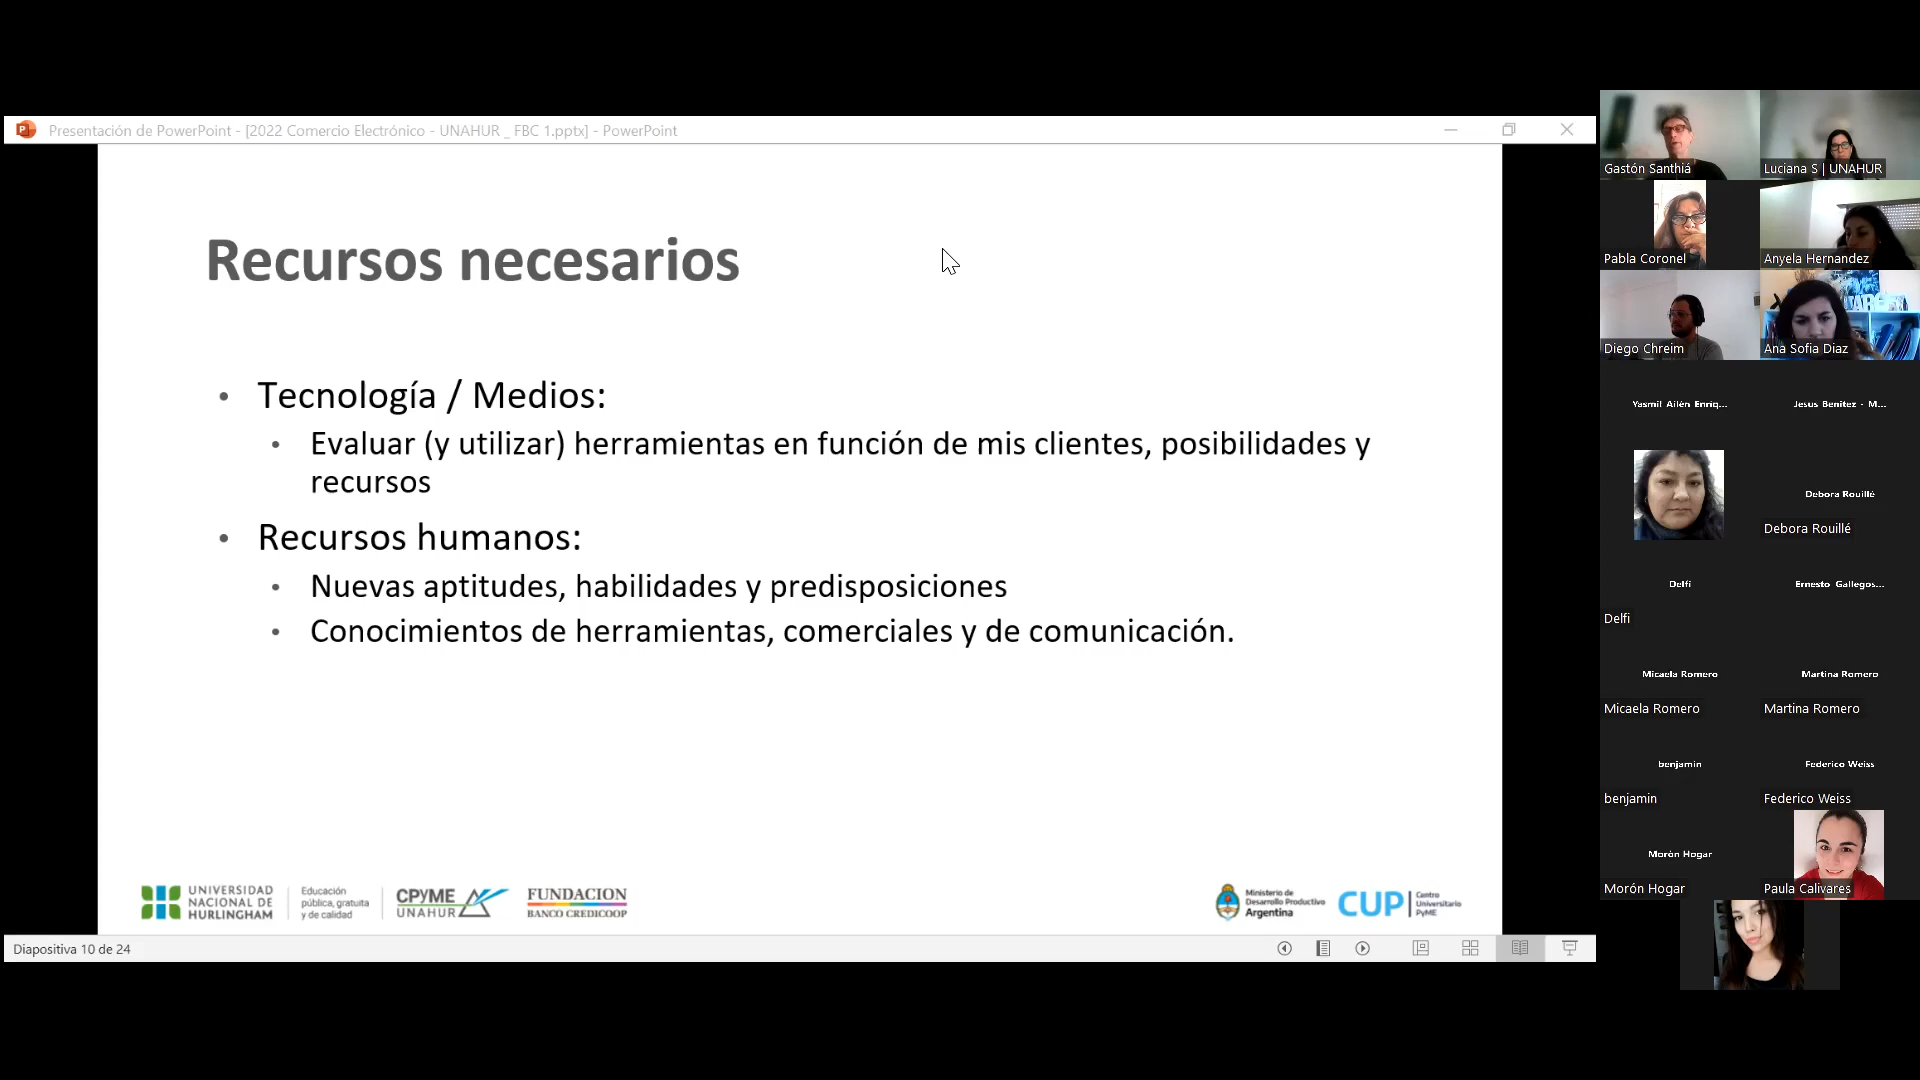 Presentación de PowerPoint - [2022 Comercio Electrónico - UNAHUR _ FBC 1.pptx] - PowerPoint
Recursos necesarios
• Tecnología / Medios:
• Evaluar (y utilizar) herramientas en función de mis clientes, posibilidades y
recursos
• Recursos humanos:
• Nuevas aptitudes, habilidades y predisposiciones
• Conocimientos de herramientas, comerciales y de comunicación.
UNIVERSIDAD
NACIONAL DE
HURLINGHAM
Educación
pública, gratuita
y de calidad
CPYME
UNAHUR
FUNDACION
BANCO CREDICOOP
Ministerio de
Desarrollo Productivo
Argentina
CUP
Centro
Universitario
PyME
Diapositiva 10 de 24
Gastón Santhiá
Luciana S | UNAHUR
Pabla Coronel
Anyela Hernandez
Diego Chreim
Ana Sofia Diaz
Yasmil Ailén Enriq...
Jesus Benitez - M...
Debora Rouillé
Debora Rouillé
Delfi
Ernesto Gallegos...
Delfi
Micaela Romero
Martina Romero
Micaela Romero
Martina Romero
benjamin
Federico Weiss
benjamin
Federico Weiss
Morón Hogar
Morón Hogar
Paula Calivares